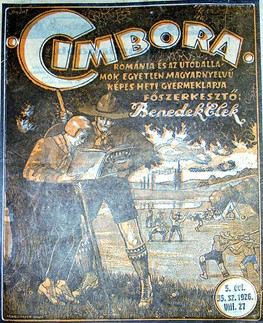 CIMBORA
ROMÁNIA ÉS AZ UTÓDÁLLA-
MOK EGYETLEN MAGYARNYELVŰ
KÉPES HETI GYERMEKLAPJA
FŐSZERKESZTŐ:
Benedek Elek
5. évf.
35. sz. 1926.
VIII. 27